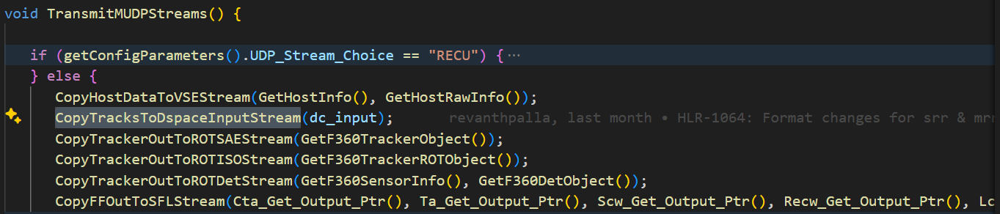 void TransmitMUDPStreams() {
if (getConfigParameters().UDP_Stream_Choice == "RECU") {···
} else {
CopyHostDataToVSEStream(GetHostInfo(), GetHostRawInfo());
CopyTracksToDspaceInputStream(dc_input); revanthpalla, last month • HLR-1064: Format changes for srr & mrr
CopyTrackerOutToROTSAEStream(GetF360TrackerObject());
CopyTrackerOutToROTISOStream(GetF360TrackerROTObject());
CopyTrackerOutToROTDetStream(GetF360SensorInfo(), GetF360DetObject());
CopyFFOutToSFLStream(Cta_Get_Output_Ptr(), Ta_Get_Output_Ptr(), Scw_Get_Output_Ptr(), Recw_Get_Output_Ptr(), Lc